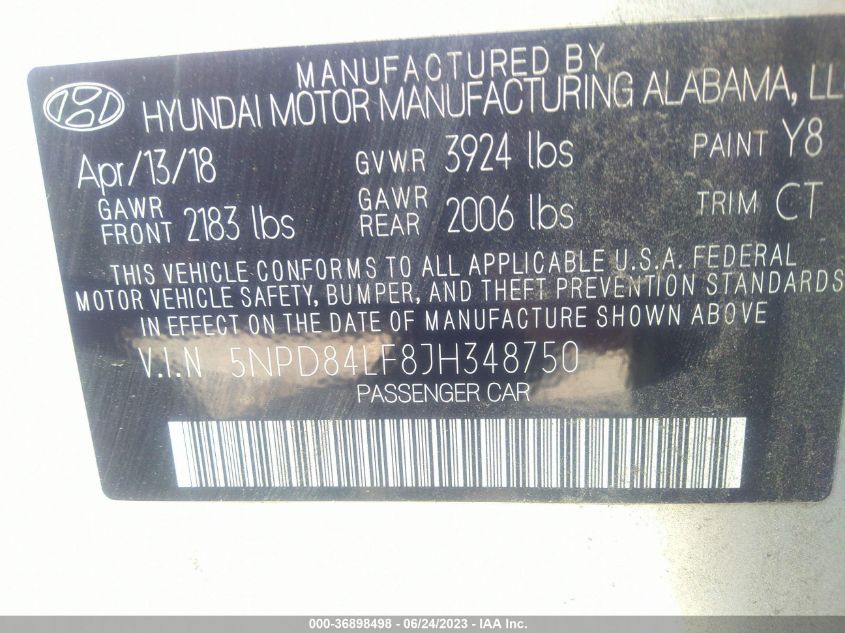 MANUFACTURED BY
HYUNDAI MOTOR MANUFACTURING ALABAMA, LL
Apr/13/18 GVWR 3924 lbs PAINT Y8
GAWR FRONT 2183 lbs GAWR REAR 2006 lbs TRIM CT
THIS VEHICLE CONFORMS TO ALL APPLICABLE U.S.A. FEDERAL
MOTOR VEHICLE SAFETY, BUMPER, AND THEFT PREVENTION STANDARDS
IN EFFECT ON THE DATE OF MANUFACTURE SHOWN ABOVE
V.I.N 5NPD84LF8JH348750
PASSENGER CAR
000-36898498 - 06/24/2023 - IAA Inc.